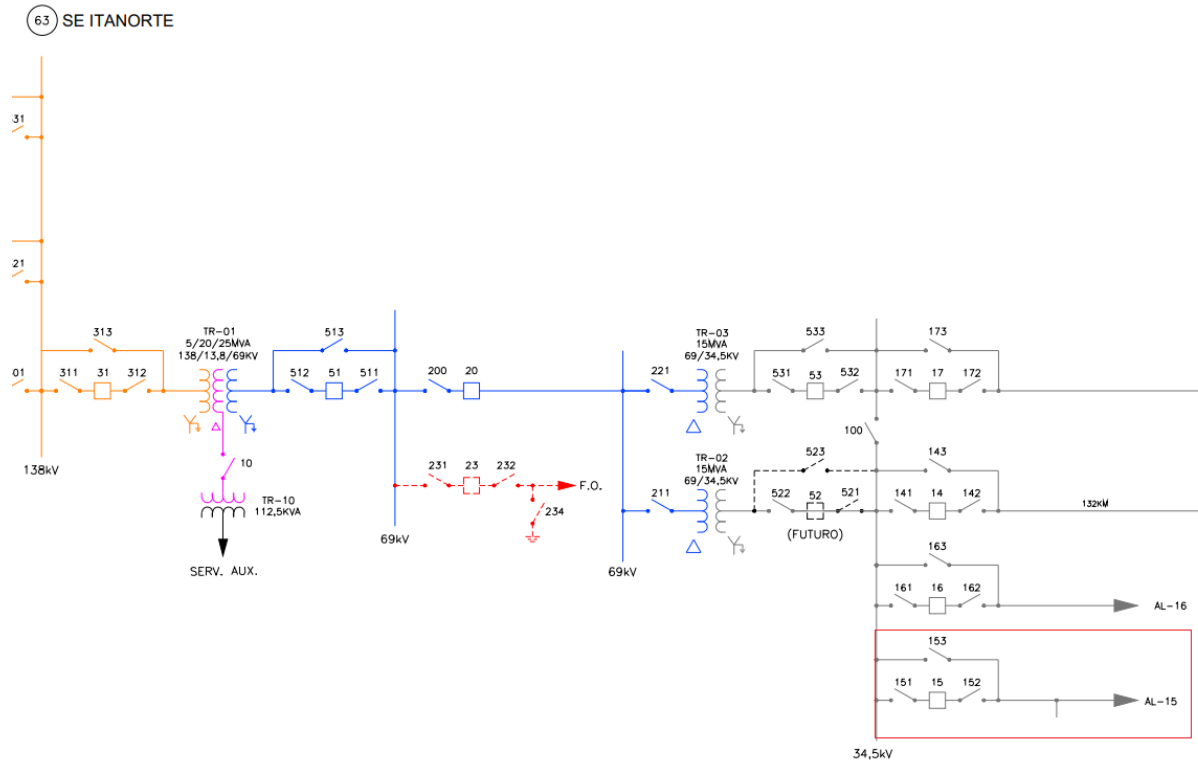 63 SE ITANORTE
313
311 31 312
138kV
TR-01
5/20/25MVA
138/13,8/69KV
10
TR-10
112,5KVA
SERV. AUX.
513
512 51 511
200 20
231 23 232
F.O.
234
69kV
221
TR-03
15MVA
69/34,5KV
211
TR-02
15MVA
69/34,5KV
69kV
533
531 53 532
173
171 17 172
100
523
522 52 521
(FUTURO)
143
141 14 142
132KM
163
161 16 162
AL-16
153
151 15 152
AL-15
34,5kV